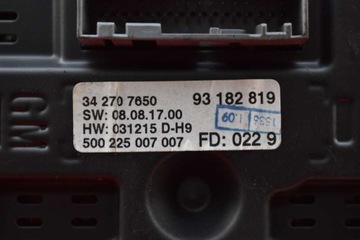 34 270 7650 93 182 819
SW: 08.08.17.00
HW: 031215 D-H9
500 225 007 007 FD: 022 9
GM